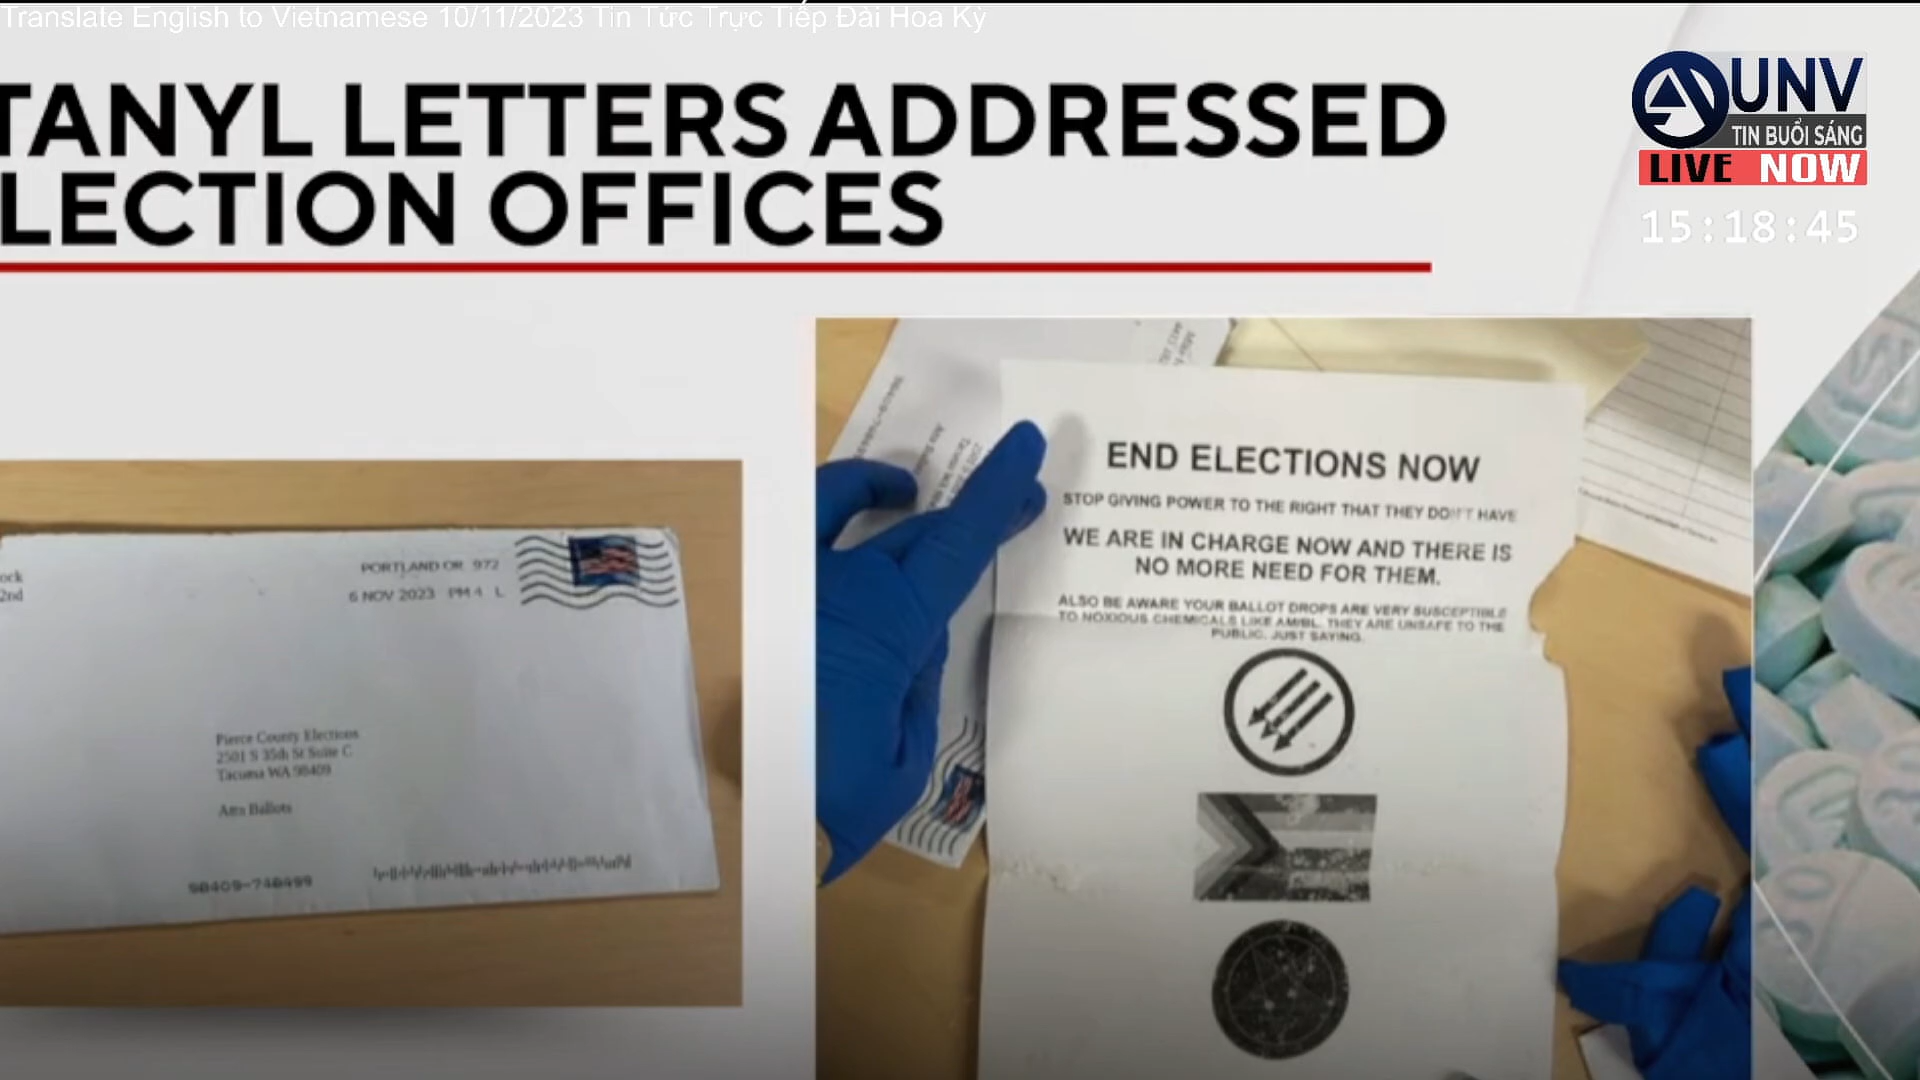 Translate English to Vietnamese 10/11/2023 Tin Tức Trực Tiếp Đài Hoa Kỳ
TANYL LETTERS ADDRESSED
LECTION OFFICES
UNV
TIN BUỔI SÁNG
LIVE NOW
15:18:45
ock
2nd
PORTLAND OR 972
6 NOV 2023 PM 4 L
Pierce County Elections
2501 S 35th St Suite C
Tacoma WA 98409
Attn Ballots
98409-748499
END ELECTIONS NOW
STOP GIVING POWER TO THE RIGHT THAT THEY DON'T HAVE
WE ARE IN CHARGE NOW AND THERE IS
NO MORE NEED FOR THEM.
ALSO BE AWARE YOUR BALLOT DROPS ARE VERY SUSCEPTIBLE
TO NOXIOUS CHEMICALS LIKE AM/BL. THEY ARE UNSAFE TO THE
PUBLIC. JUST SAYING.